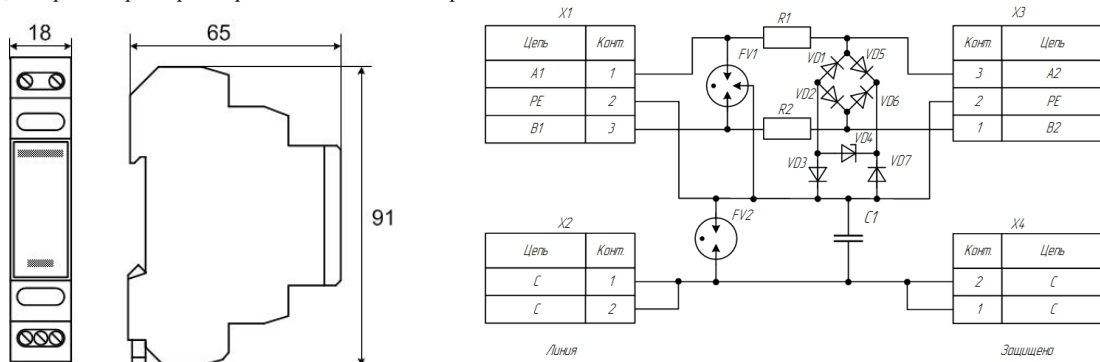 18
65
91
X1
Цепь Конт.
A1 1
PE 2
B1 3
X2
Цепь Конт.
C 1
C 2
Линия
R1
FV1
VD1
VD5
VD2
VD6
R2
VD4
VD3
VD7
FV2
C1
X3
Конт. Цепь
3 A2
2 PE
1 B2
X4
Конт. Цепь
2 C
1 C
Защищено